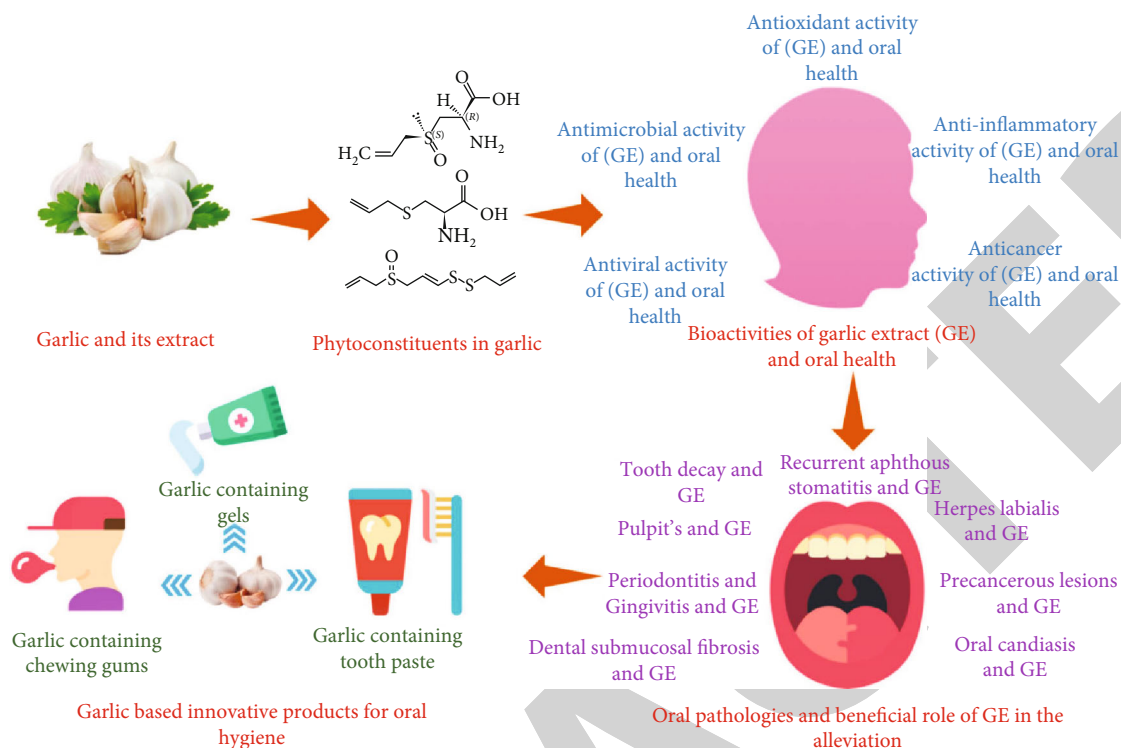 Antioxidant activity
of (GE) and oral
health
Antimicrobial activity
of (GE) and oral
health
Anti-inflammatory
activity of (GE) and oral
health
Antiviral activity
of (GE) and oral
health
Anticancer
activity of (GE) and oral
health
O
OH
H
(R)
(S)
S
NH2
O
H2C
O
S
OH
NH2
O
S
S
S
Garlic and its extract
Phytoconstituents in garlic
Bioactivities of garlic extract (GE)
and oral health
Tooth decay and
GE
Recurrent aphthous
stomatitis and GE
Pulpit's and GE
Herpes labialis
and GE
Periodontitis and
Gingivitis and GE
Precancerous lesions
and GE
Dental submucosal fibrosis
and GE
Oral candiasis
and GE
Oral pathologies and beneficial role of GE in the
alleviation
Garlic containing
gels
Garlic containing
chewing gums
Garlic containing
tooth paste
Garlic based innovative products for oral
hygiene